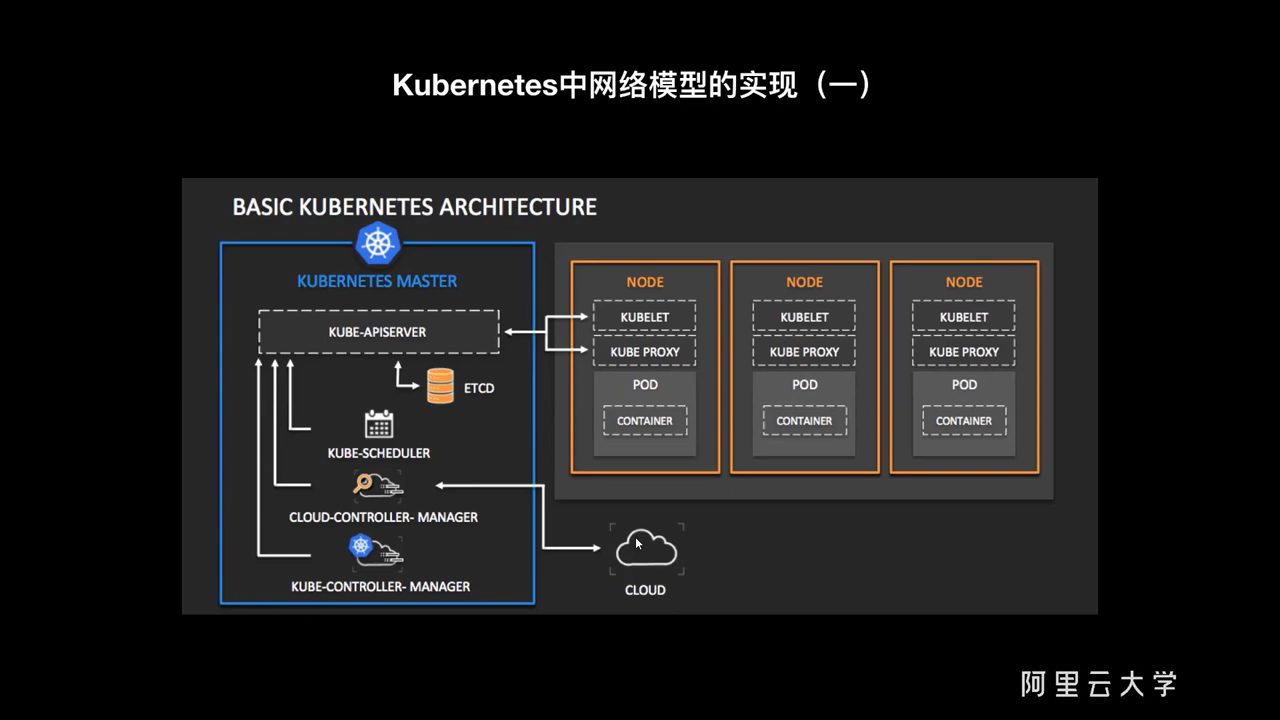 Kubernetes中网络模型的实现（一）
BASIC KUBERNETES ARCHITECTURE
KUBERNETES MASTER
KUBE-APISERVER
ETCD
KUBE-SCHEDULER
CLOUD-CONTROLLER- MANAGER
KUBE-CONTROLLER- MANAGER
NODE
KUBELET
KUBE PROXY
POD
CONTAINER
NODE
KUBELET
KUBE PROXY
POD
CONTAINER
NODE
KUBELET
KUBE PROXY
POD
CONTAINER
CLOUD
阿里云大学